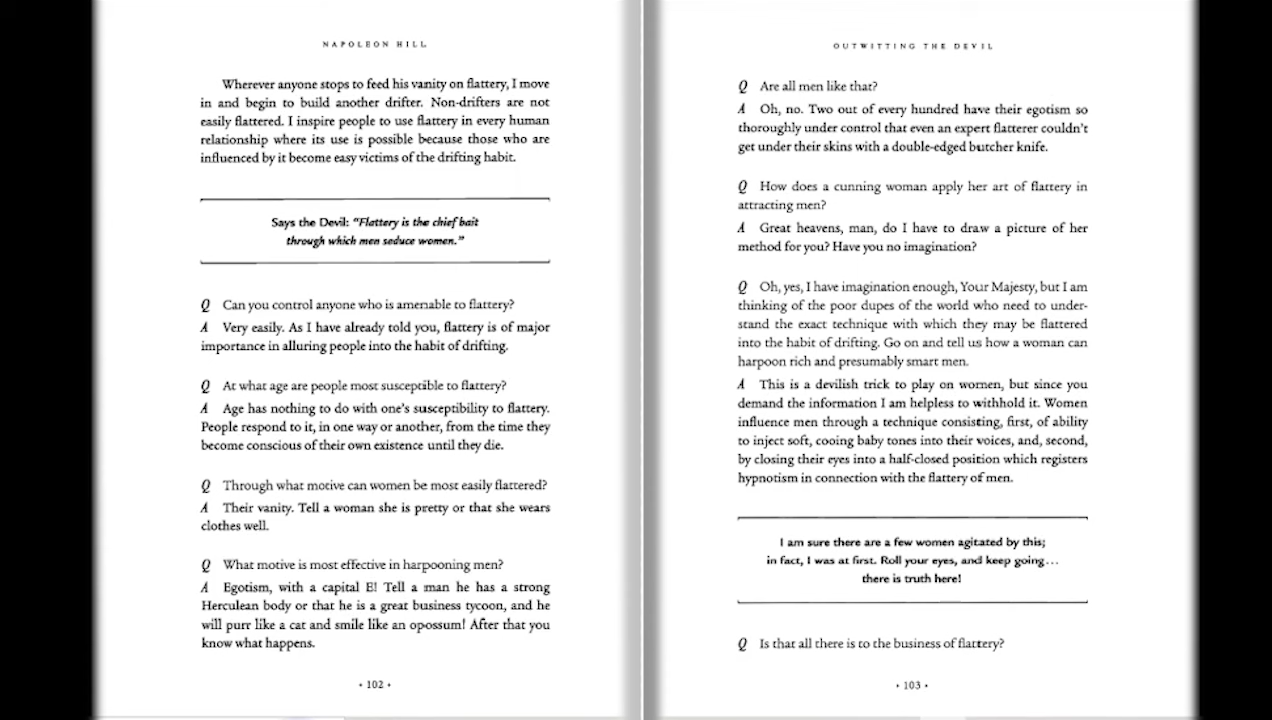 NAPOLEON HILL
Wherever anyone stops to feed his vanity on flattery, I move
in and begin to build another drifter. Non-drifters are not
easily flattered. I inspire people to use flattery in every human
relationship where its use is possible because those who are
influenced by it become easy victims of the drifting habit.
Says the Devil: “Flattery is the chief bait
through which men seduce women.”
Q Can you control anyone who is amenable to flattery?
A Very easily. As I have already told you, flattery is of major
importance in alluring people into the habit of drifting.
Q At what age are people most susceptible to flattery?
A Age has nothing to do with one’s susceptibility to flattery.
People respond to it, in one way or another, from the time they
become conscious of their own existence until they die.
Q Through what motive can women be most easily flattered?
A Their vanity. Tell a woman she is pretty or that she wears
clothes well.
Q What motive is most effective in harpooning men?
A Egotism, with a capital E! Tell a man he has a strong
Herculean body or that he is a great business tycoon, and he
will purr like a cat and smile like an opossum! After that you
know what happens.
• 102 •
OUTWITTING THE DEVIL
Q Are all men like that?
A Oh, no. Two out of every hundred have their egotism so
thoroughly under control that even an expert flatterer couldn’t
get under their skins with a double-edged butcher knife.
Q How does a cunning woman apply her art of flattery in
attracting men?
A Great heavens, man, do I have to draw a picture of her
method for you? Have you no imagination?
Q Oh, yes, I have imagination enough, Your Majesty, but I am
thinking of the poor dupes of the world who need to under-
stand the exact technique with which they may be flattered
into the habit of drifting. Go on and tell us how a woman can
harpoon rich and presumably smart men.
A This is a devilish trick to play on women, but since you
demand the information I am helpless to withhold it. Women
influence men through a technique consisting, first, of ability
to inject soft, cooing baby tones into their voices, and, second,
by closing their eyes into a half-closed position which registers
hypnotism in connection with the flattery of men.
I am sure there are a few women agitated by this;
in fact, I was at first. Roll your eyes, and keep going...
there is truth here!
Q Is that all there is to the business of flattery?
• 103 •